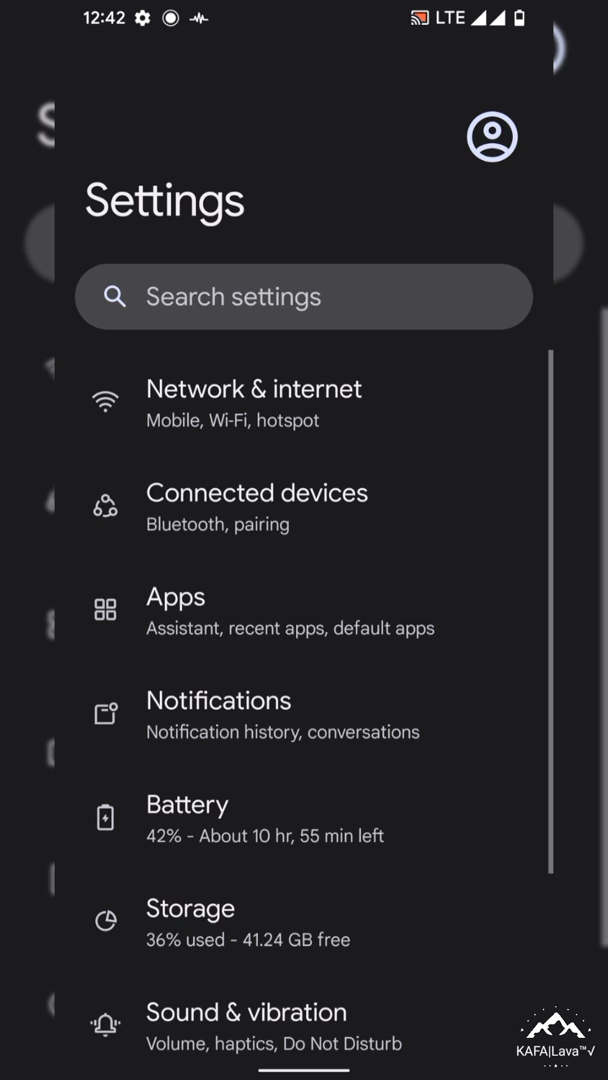 12:42
LTE
Settings
Search settings
Network & internet
Mobile, Wi-Fi, hotspot
Connected devices
Bluetooth, pairing
Apps
Assistant, recent apps, default apps
Notifications
Notification history, conversations
Battery
42% - About 10 hr, 55 min left
Storage
36% used - 41.24 GB free
Sound & vibration
Volume, haptics, Do Not Disturb
KAFA|Lava™√